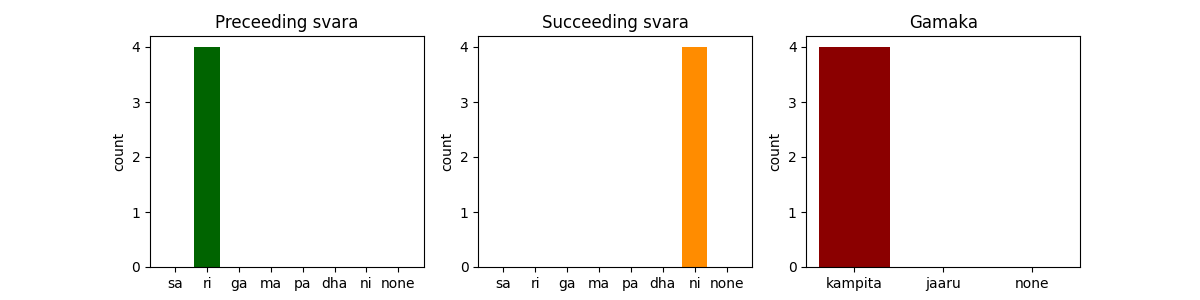 Preceeding svara
count
4
3
2
1
0
sa ri ga ma pa dha ni none
Succeeding svara
count
4
3
2
1
0
sa ri ga ma pa dha ni none
Gamaka
count
4
3
2
1
0
kampita jaaru none